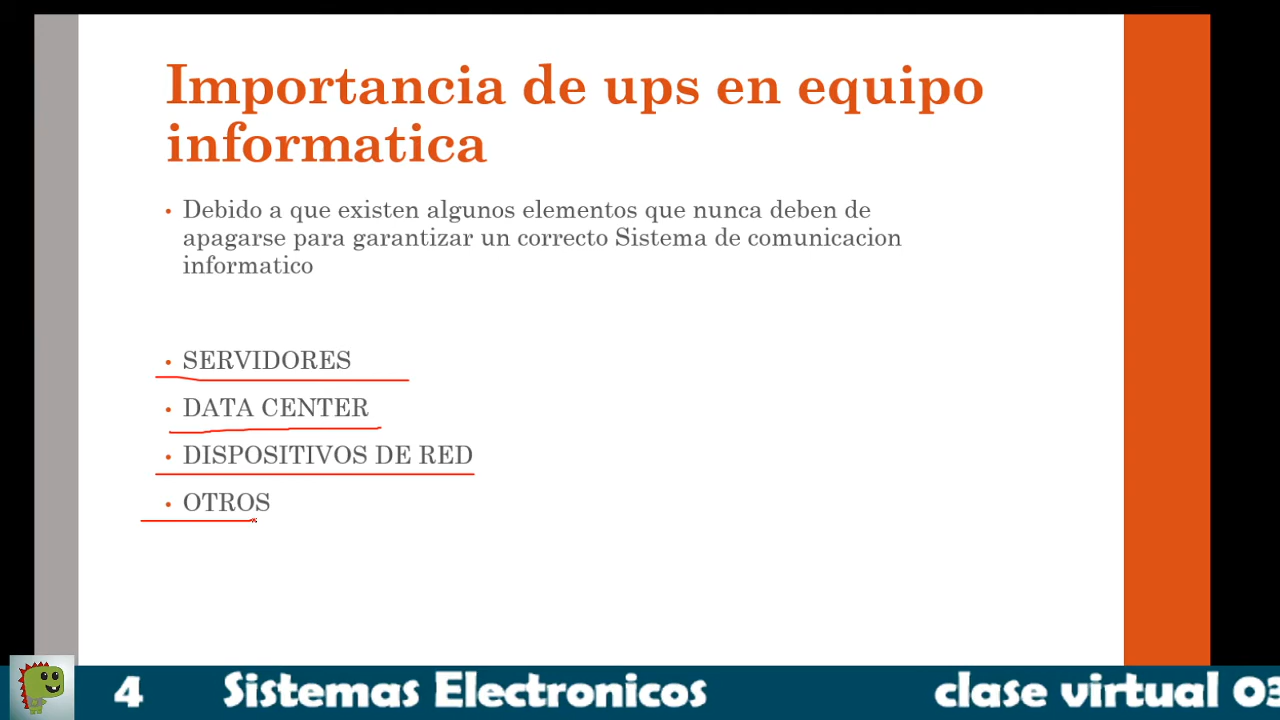 Importancia de ups en equipo
informatica
• Debido a que existen algunos elementos que nunca deben de
apagarse para garantizar un correcto Sistema de comunicacion
informatico
• SERVIDORES
• DATA CENTER
• DISPOSITIVOS DE RED
• OTROS
4 Sistemas Electronicos clase virtual 03